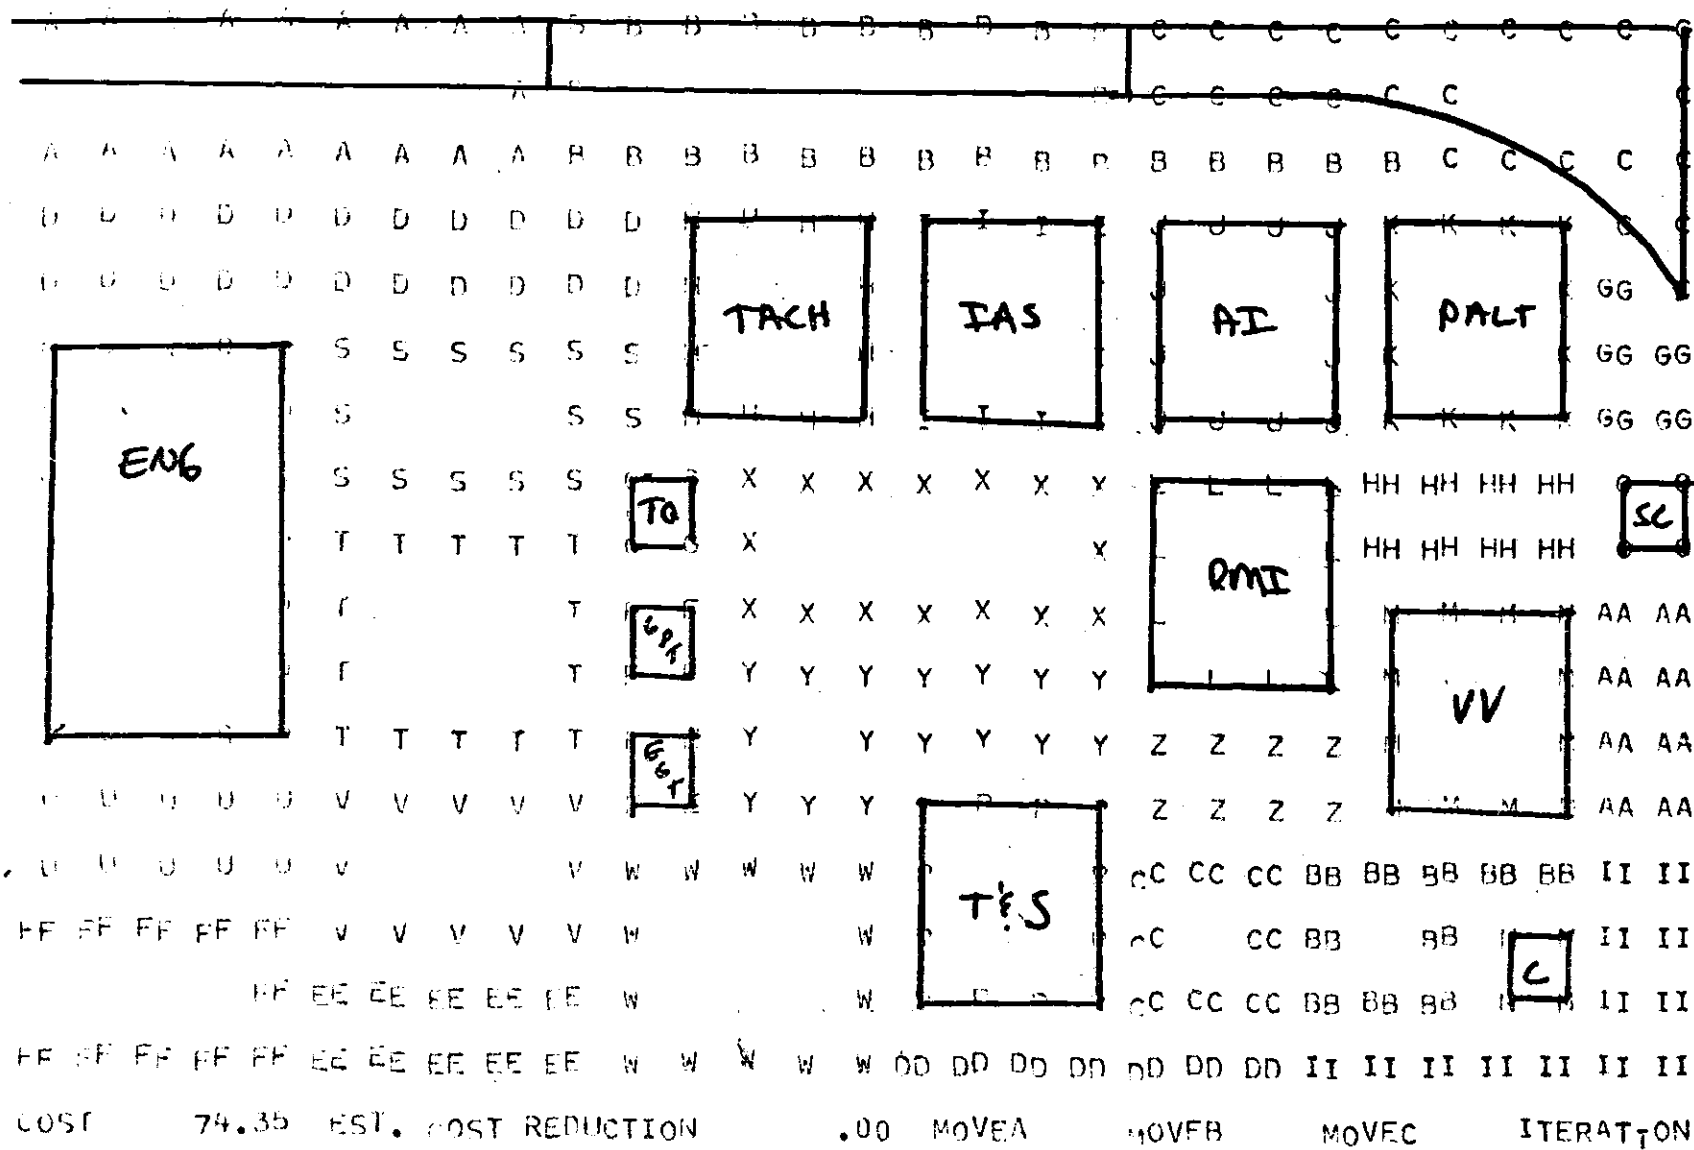 A A A A A A A A A B B B B B B B B B B C C C C C C C C C C
A B B C C C C C C C
A A A A A A A A A B B B B B B B B B B B B B B B C C C C C
D D D D D D D D D D D H H H H I I I I J J J J K K K K G C
D D D D D D D D D D D H H J J K K GG C
TACH IAS AI PALT
S S S S S S H H J J K K GG GG
S S S H H H H I I I J J J J K K K K GG GG
ENG
S S S S S X X X X X X X L L L L HH HH HH HH
TQ SC
T T T T T X X HH HH HH HH
RMI
T T X X X X X X X M M M M AA AA
T T Y Y Y Y Y Y Y L L L L M M AA AA
VV
T T T T T Y Y Y Y Y Y Z Z Z Z M M AA AA
EGT
U U U U U V V V V V Y Y Y P P P P Z Z Z Z M M M M AA AA
U U U U U V V W W W W W CC CC CC BB BB BB BB BB II II
T&S
FF FF FF FF FF V V V V V W W CC CC BB BB II II
C
FF EE EE EE EE EE W W P P P P CC CC CC BB BB BB II II
FF FF FF FF FF EE EE EE EE EE W W W W W DD DD DD DD DD DD DD II II II II II II II
COST 74.35 EST. COST REDUCTION .00 MOVEA MOVEB MOVEC ITERATION